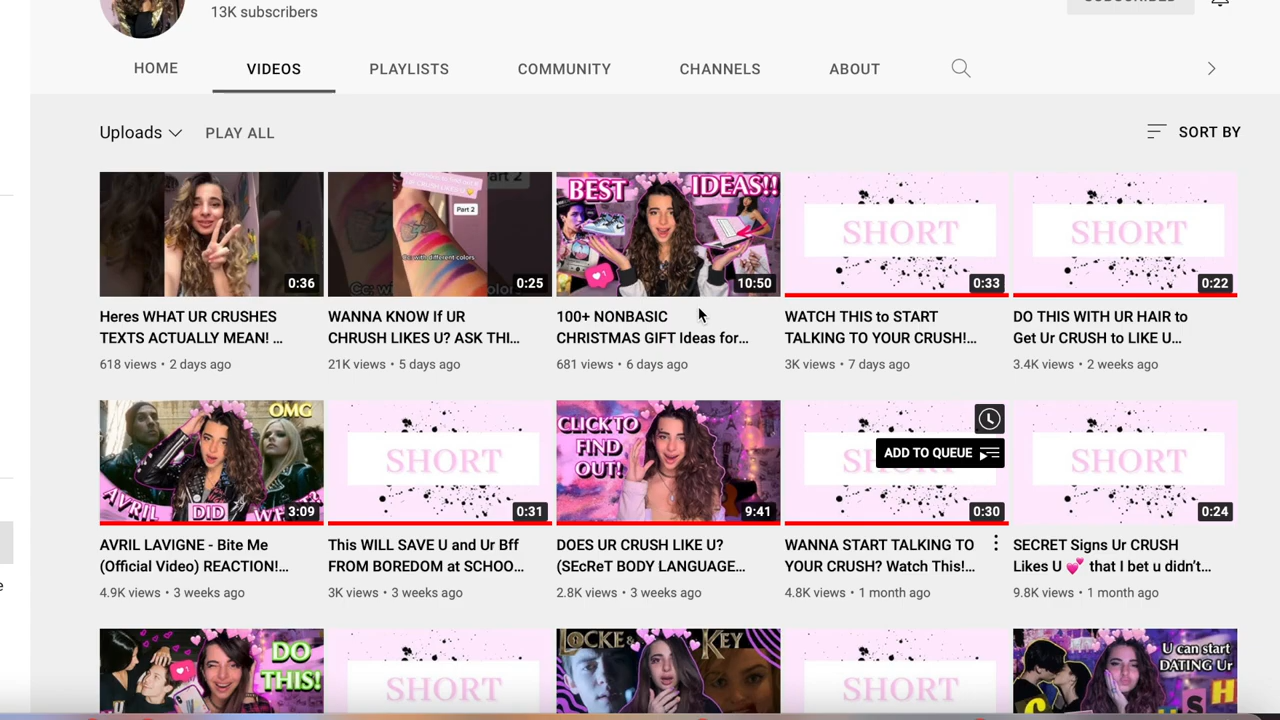 13K subscribers
SUBSCRIBED
HOME VIDEOS PLAYLISTS COMMUNITY CHANNELS ABOUT
Uploads PLAY ALL SORT BY
Part 2
Cc: with different colors
BEST IDEAS!!
SHORT
SHORT
0:36 0:25 10:50 0:33 0:22
Heres WHAT UR CRUSHES
TEXTS ACTUALLY MEAN! ...
618 views • 2 days ago
WANNA KNOW If UR
CHRUSH LIKES U? ASK THI...
21K views • 5 days ago
100+ NONBASIC
CHRISTMAS GIFT Ideas for...
681 views • 6 days ago
WATCH THIS to START
TALKING TO YOUR CRUSH!...
3K views • 7 days ago
DO THIS WITH UR HAIR to
Get Ur CRUSH to LIKE U...
3.4K views • 2 weeks ago
OMG
AVRIL DID
SHORT
CLICK TO
FIND
OUT!
ADD TO QUEUE
SHORT
3:09 0:31 9:41 0:30 0:24
AVRIL LAVIGNE - Bite Me
(Official Video) REACTION!...
4.9K views • 3 weeks ago
This WILL SAVE U and Ur Bff
FROM BOREDOM at SCHOO...
3K views • 3 weeks ago
DOES UR CRUSH LIKE U?
(SEcReT BODY LANGUAGE...
2.8K views • 3 weeks ago
WANNA START TALKING TO
YOUR CRUSH? Watch This!...
4.8K views • 1 month ago
SECRET Signs Ur CRUSH
Likes U 💕 that I bet u didn't...
9.8K views • 1 month ago
DO
THIS!
SHORT
LOCKE & KEY
SHORT
U can start
DATING Ur